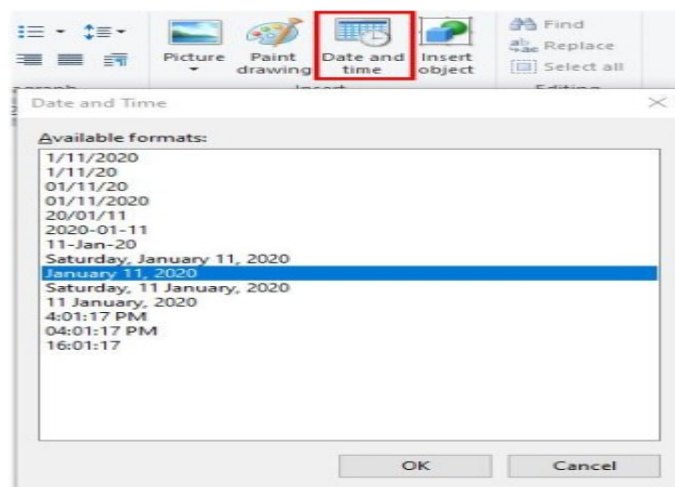 Picture
Paint drawing
Date and time
Insert object
Find
Replace
Select all
Date and Time
Available formats:
1/11/2020
1/11/20
01/11/20
01/11/2020
20/01/11
2020-01-11
11-Jan-20
Saturday, January 11, 2020
January 11, 2020
Saturday, 11 January, 2020
11 January, 2020
4:01:17 PM
04:01:17 PM
16:01:17
OK
Cancel